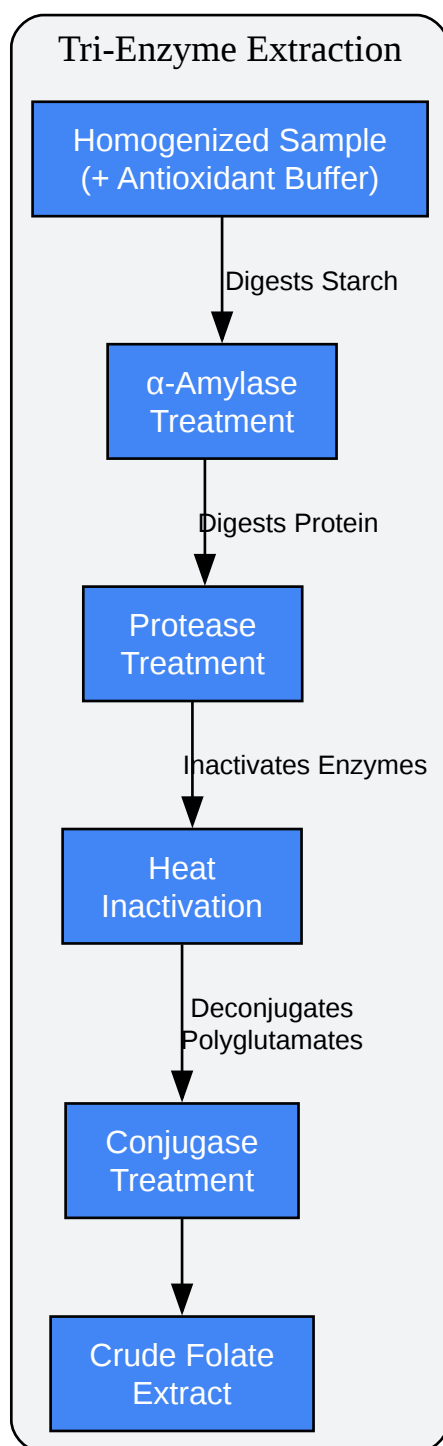 Tri-Enzyme Extraction
Homogenized Sample
(+ Antioxidant Buffer)
Digests Starch
α-Amylase
Treatment
Digests Protein
Protease
Treatment
Inactivates Enzymes
Heat
Inactivation
Deconjugates
Polyglutamates
Conjugase
Treatment
Crude Folate
Extract